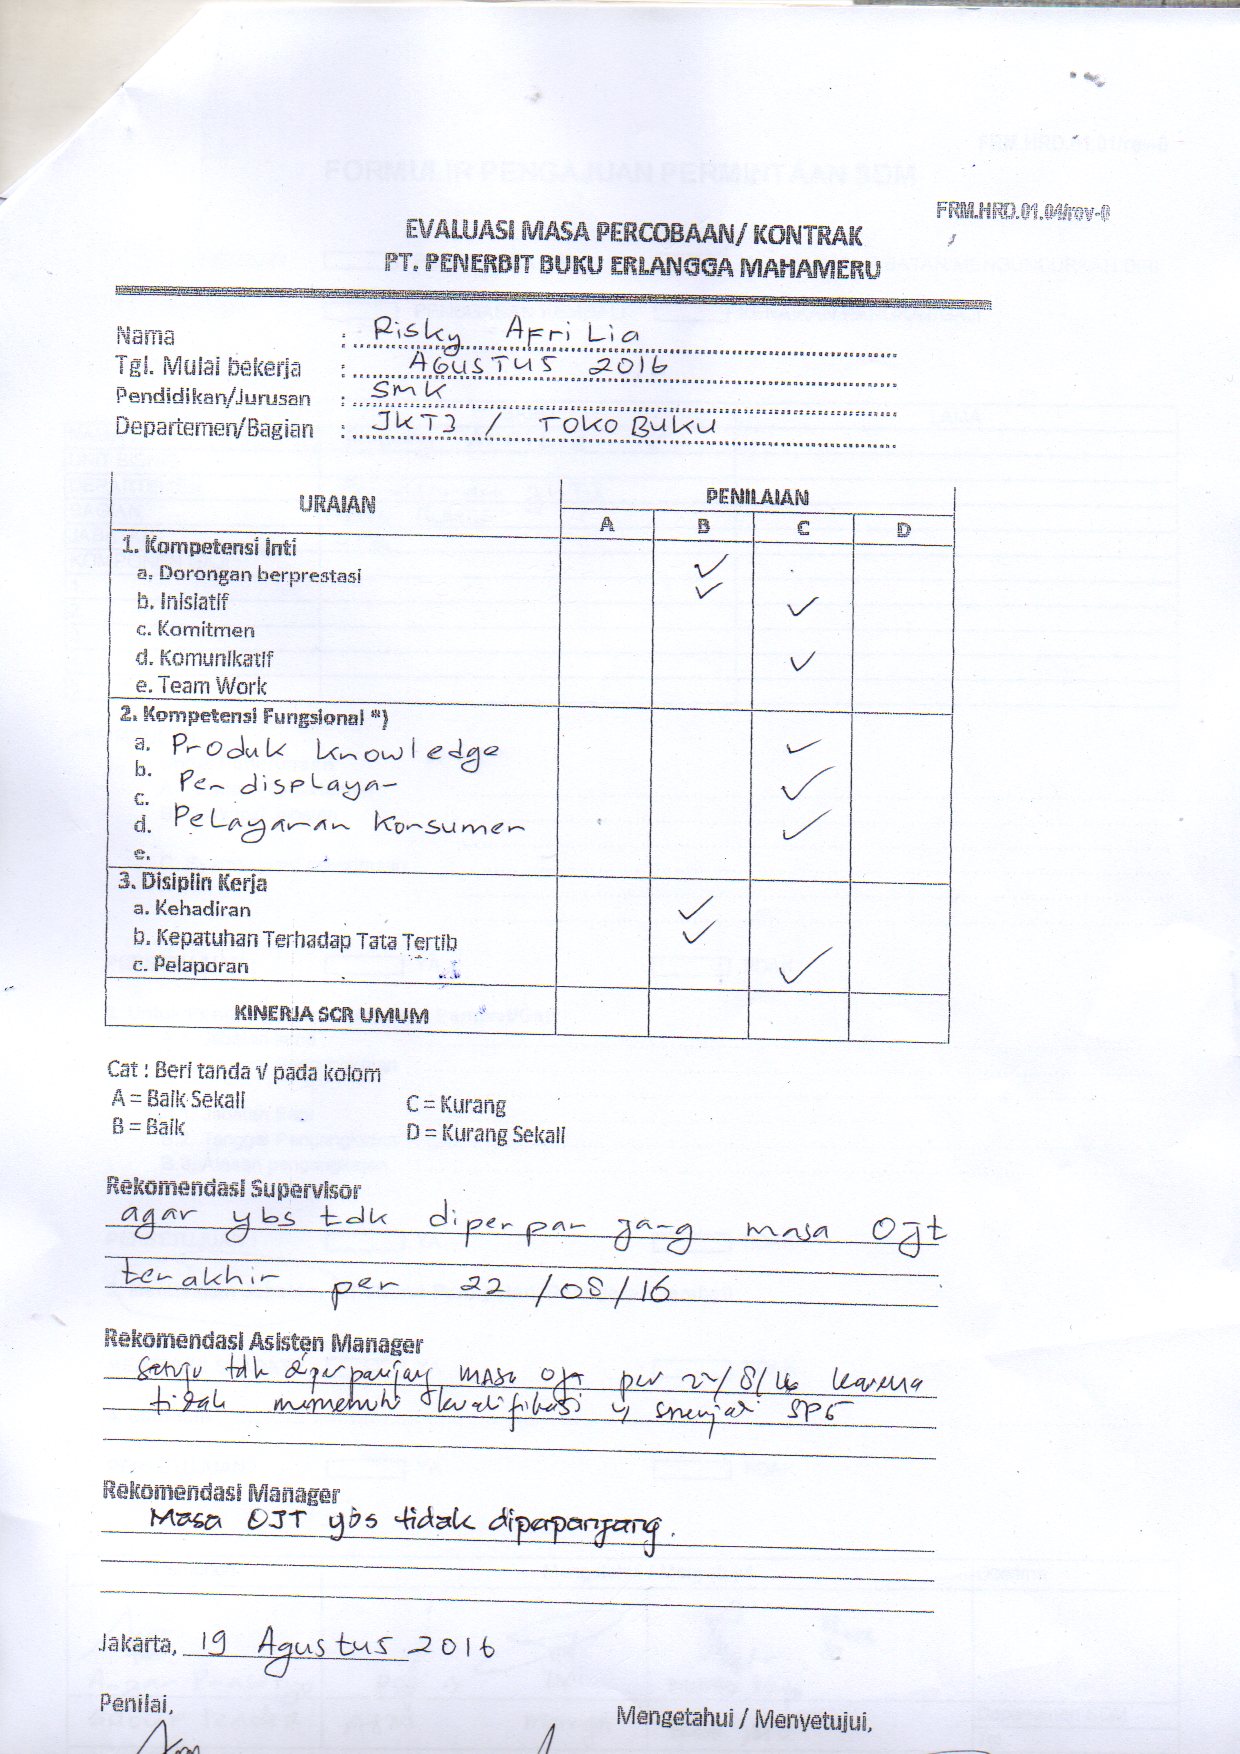 FRM.HRD.01.04/rev-0
EVALUASI MASA PERCOBAAN/ KONTRAK
PT. PENERBIT BUKU ERLANGGA MAHAMERU
Nama : Risky Afri Lia
Tgl. Mulai bekerja : AGUSTUS 2016
Pendidikan/Jurusan : SMK
Departemen/Bagian : JKT3 / TOKO BUKU
URAIAN PENILAIAN
A B C D
1. Kompetensi Inti
a. Dorongan berprestasi ✓
b. Inisiatif ✓ ✓
c. Komitmen
d. Komunikatif ✓
e. Team Work
2. Kompetensi Fungsional *)
a. Produk knowledge ✓
b. Pen displayan ✓
c.
d. Pelayanan Konsumen ✓
e.
3. Disiplin Kerja
a. Kehadiran ✓
b. Kepatuhan Terhadap Tata Tertib ✓
c. Pelaporan ✓
KINERJA SCR UMUM
Cat : Beri tanda √ pada kolom
A = Baik Sekali C = Kurang
B = Baik D = Kurang Sekali
Rekomendasi Supervisor
agar ybs tdk diperpanjang masa OJT
terakhir per 22/08/16
Rekomendasi Asisten Manager
Setuju tdk diperpanjang masa OJT per 22/8/16 karena
tidak memenuhi kualifikasi SPG
Rekomendasi Manager
Masa OJT ybs tidak diperpanjang.
Jakarta, 19 Agustus 2016
Penilai, Mengetahui / Menyetujui,